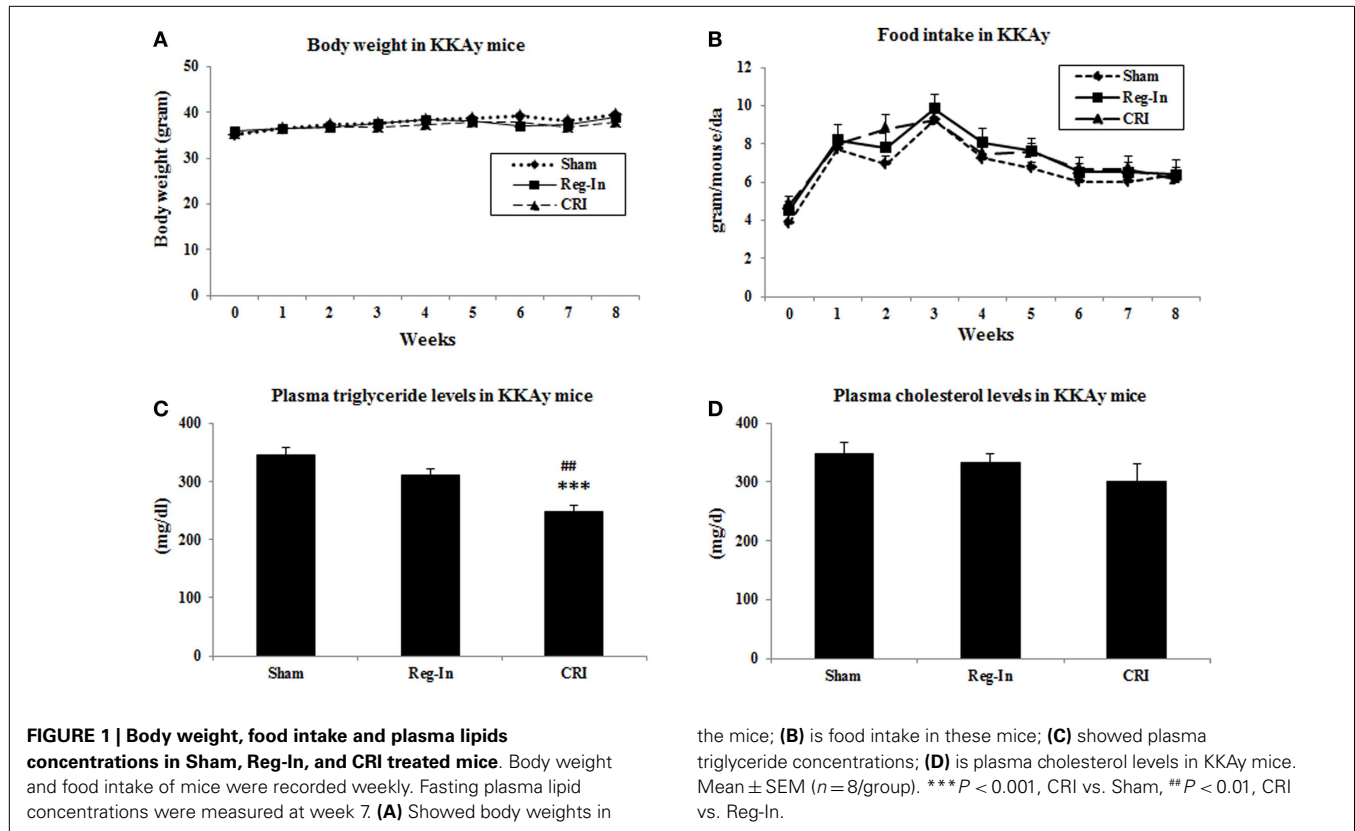 A
Body weight in KKAy mice
50
40
30
20
10
0
Body weight (gram)
Sham
Reg-In
CRI
0 1 2 3 4 5 6 7 8
Weeks
B
Food intake in KKAy
12
10
8
6
4
2
0
gram/mouse/da
Sham
Reg-In
CRI
0 1 2 3 4 5 6 7 8
Weeks
C
Plasma triglyceride levels in KKAy mice
400
300
200
100
0
(mg/dl)
##
***
Sham Reg-In CRI
D
Plasma cholesterol levels in KKAy mice
400
300
200
100
0
(mg/d)
Sham Reg-In CRI
FIGURE 1 | Body weight, food intake and plasma lipids
concentrations in Sham, Reg-In, and CRI treated mice. Body weight
and food intake of mice were recorded weekly. Fasting plasma lipid
concentrations were measured at week 7. (A) Showed body weights in
the mice; (B) is food intake in these mice; (C) showed plasma
triglyceride concentrations; (D) is plasma cholesterol levels in KKAy mice.
Mean ± SEM (n = 8/group). ***P < 0.001, CRI vs. Sham, ##P < 0.01, CRI
vs. Reg-In.